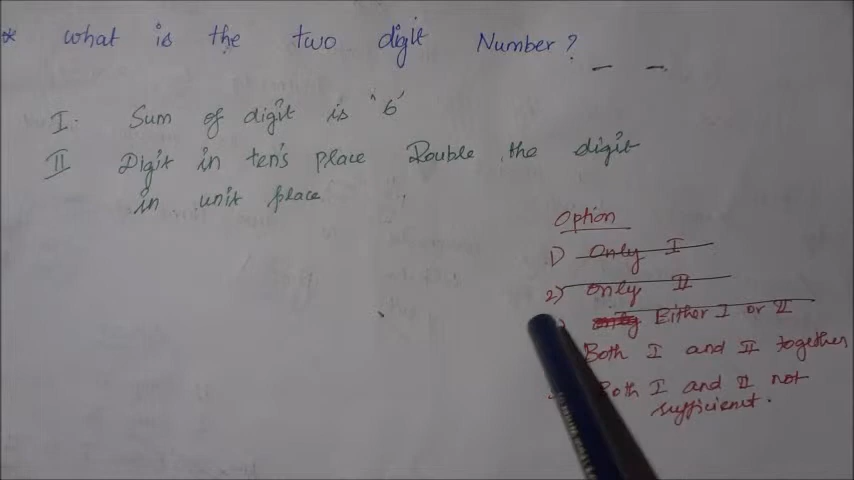 * what is the two digit Number? _ _
I. Sum of digit is '6'
II Digit in ten's place Double the digit
in unit place
Option
1) Only I
2) Only II
Either I or II
Both I and II together
Both I and II not
sufficient.